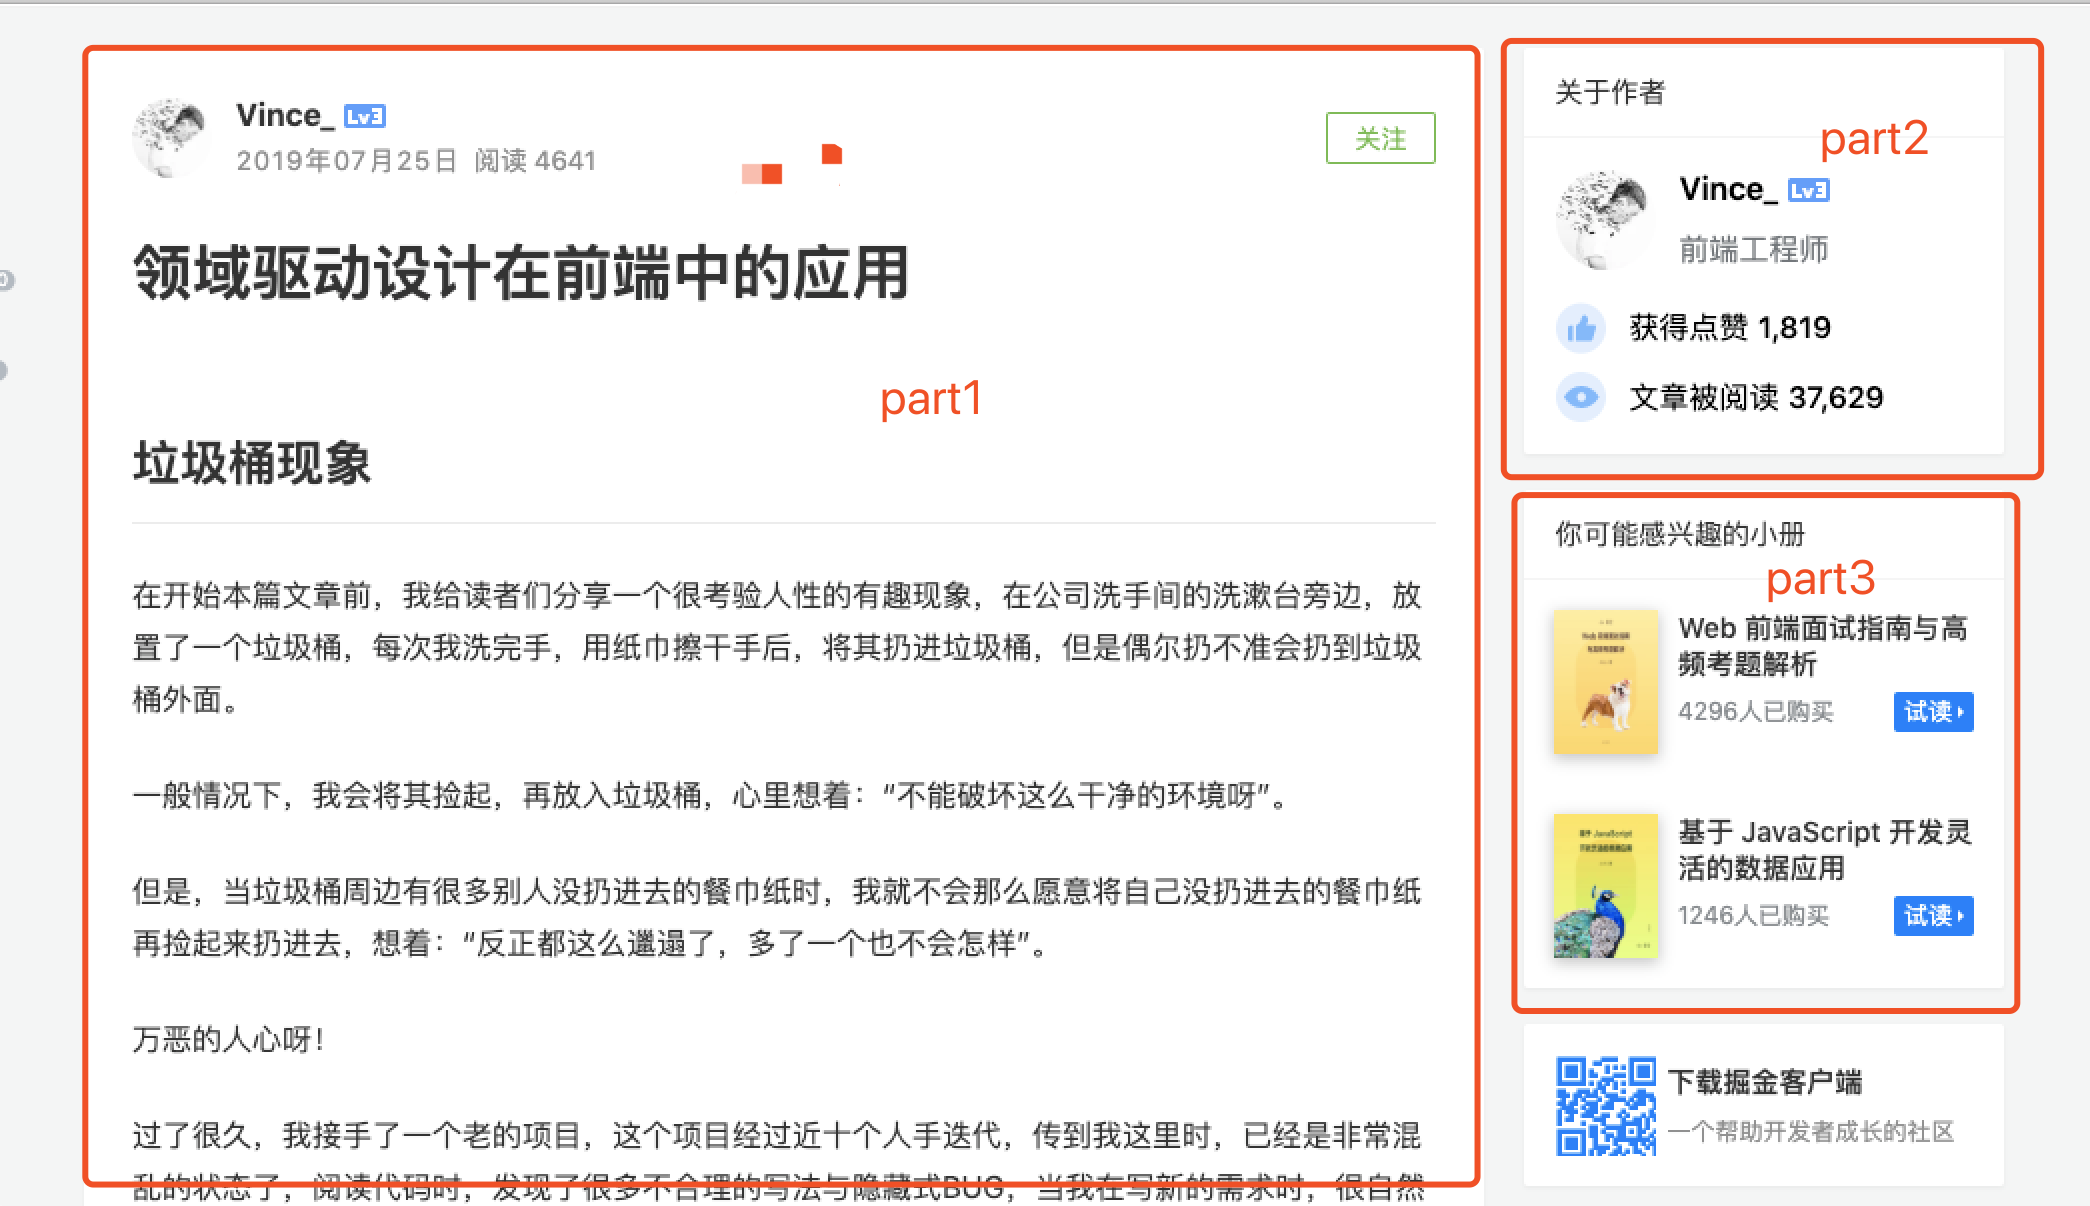 Vince_ Lv3
2019年07月25日 阅读 4641
关注
领域驱动设计在前端中的应用
part1
垃圾桶现象
在开始本篇文章前，我给读者们分享一个很考验人性的有趣现象，在公司洗手间的洗漱台旁边，放
置了一个垃圾桶，每次我洗完手，用纸巾擦干手后，将其扔进垃圾桶，但是偶尔扔不准会扔到垃圾
桶外面。
一般情况下，我会将其捡起，再放入垃圾桶，心里想着：“不能破坏这么干净的环境呀”。
但是，当垃圾桶周边有很多别人没扔进去的餐巾纸时，我就不会那么愿意将自己没扔进去的餐巾纸
再捡起来扔进去，想着：“反正都这么邋遢了，多了一个也不会怎样”。
万恶的人心呀！
过了很久，我接手了一个老的项目，这个项目经过近十个人手迭代，传到我这里时，已经是非常混
乱的状态了，阅读代码时，发现了很多不合理的写法与隐藏式BUG，当我在写新的需求时，很自然
关于作者
part2
Vince_ Lv3
前端工程师
获得点赞 1,819
文章被阅读 37,629
你可能感兴趣的小册
part3
Web 前端面试指南与高
频考题解析
4296人已购买
试读
基于 JavaScript
基于 JavaScript 开发灵
活的数据应用
1246人已购买
试读
下载掘金客户端
一个帮助开发者成长的社区